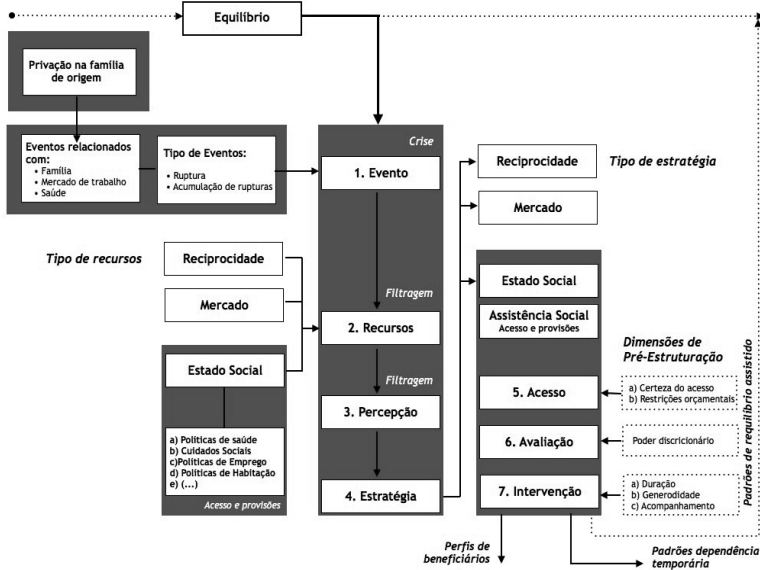 Equilíbrio
Privação na família
de origem
Eventos relacionados
com:
• Família
• Mercado de trabalho
• Saúde
Tipo de Eventos:
• Ruptura
• Acumulação de rupturas
Crise
1. Evento
Reciprocidade
Mercado
Tipo de estratégia
Tipo de recursos
Reciprocidade
Mercado
Filtragem
2. Recursos
Estado Social
Filtragem
3. Percepção
a) Políticas de saúde
b) Cuidados Sociais
c)Políticas de Emprego
d) Políticas de Habitação
e) (...)
Acesso e provisões
4. Estratégia
Estado Social
Assistência Social
Acesso e provisões
Dimensões de
Pré-Estruturação
5. Acesso
a) Certeza do acesso
b) Restrições orçamentais
6. Avaliação
Poder discricionário
7. Intervenção
a) Duração
b) Generodidade
c) Acompanhamento
Padrões de requilíbrio assistido
Perfis de
beneficiários
Padrões dependência
temporária